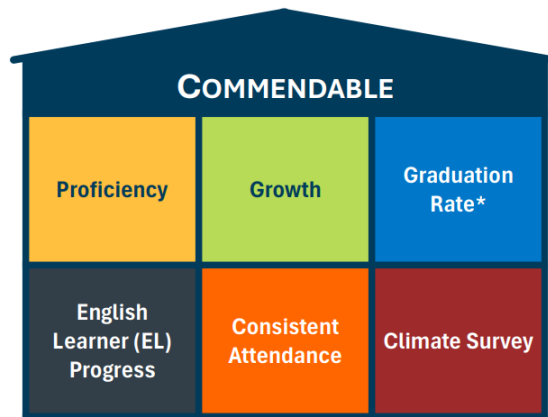 COMMENDABLE
Proficiency
Growth
Graduation
Rate*
English
Learner (EL)
Progress
Consistent
Attendance
Climate Survey